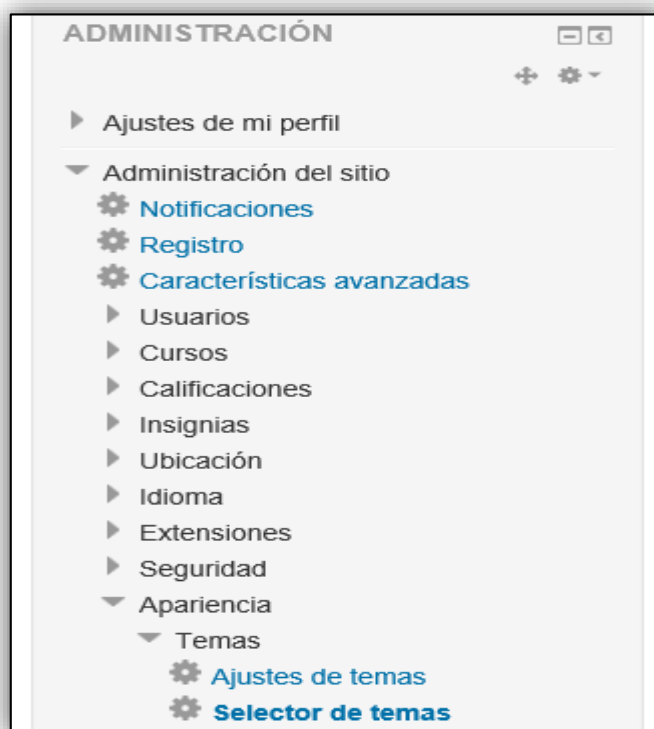 ADMINISTRACIÓN
Ajustes de mi perfil
Administración del sitio
Notificaciones
Registro
Características avanzadas
Usuarios
Cursos
Calificaciones
Insignias
Ubicación
Idioma
Extensiones
Seguridad
Apariencia
Temas
Ajustes de temas
Selector de temas